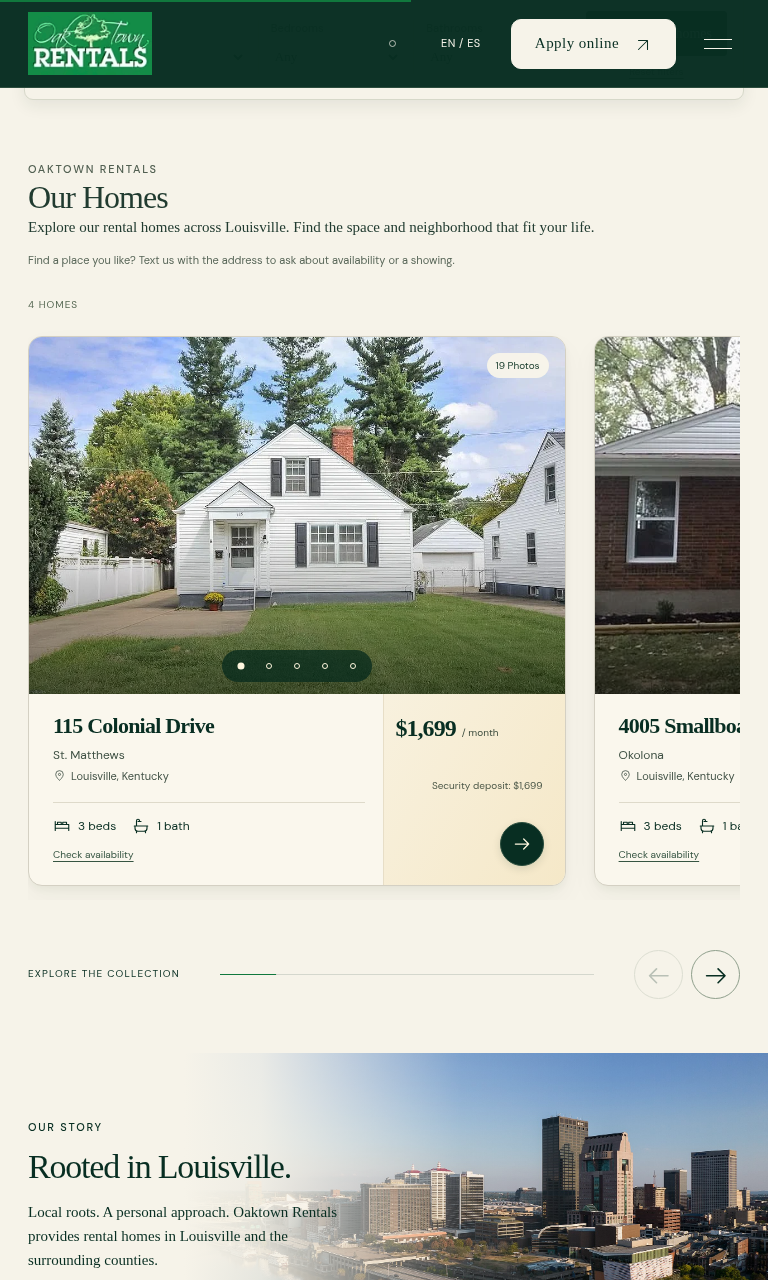 Oak Town
RENTALS
EN / ES
Apply online
OAKTOWN RENTALS
Our Homes
Explore our rental homes across Louisville. Find the space and neighborhood that fit your life.
Find a place you like? Text us with the address to ask about availability or a showing.
4 HOMES
19 Photos
115 Colonial Drive
St. Matthews
Louisville, Kentucky
3 beds
1 bath
Check availability
$1,699 / month
Security deposit: $1,699
4005 Smallboa
Okolona
Louisville, Kentucky
3 beds
1 ba
Check availability
EXPLORE THE COLLECTION
OUR STORY
Rooted in Louisville.
Local roots. A personal approach. Oaktown Rentals
provides rental homes in Louisville and the
surrounding counties.